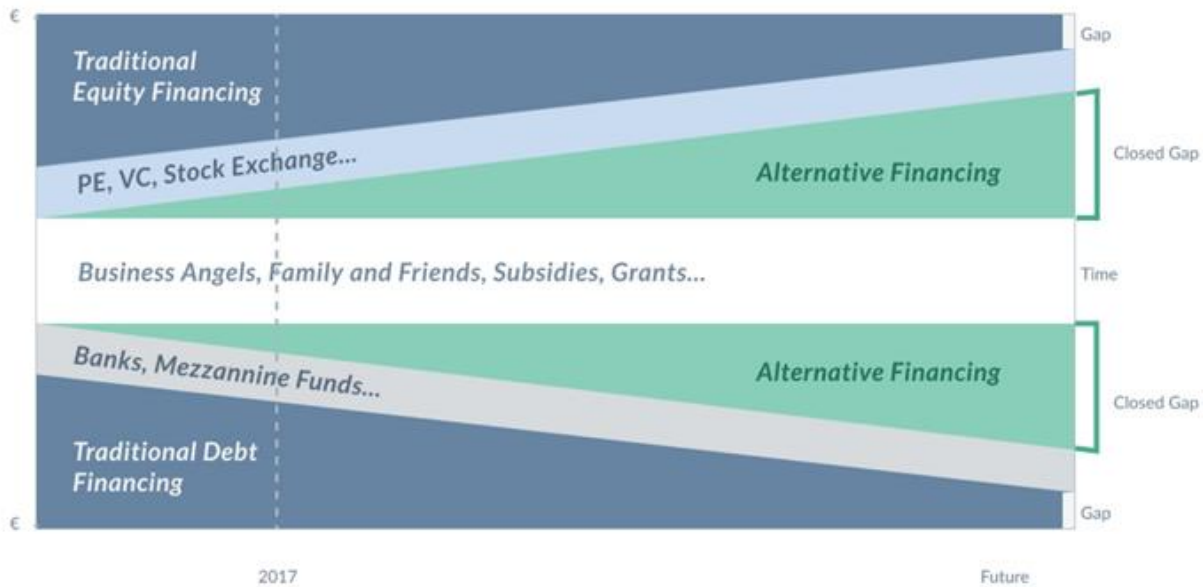 €
Gap
Traditional
Equity Financing
PE, VC, Stock Exchange...
Alternative Financing
Closed Gap
Business Angels, Family and Friends, Subsidies, Grants...
Time
Banks, Mezzannine Funds...
Alternative Financing
Closed Gap
Traditional Debt
Financing
€
Gap
2017
Future